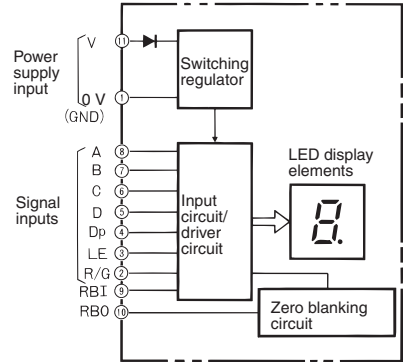 Power
supply
input
V
11
0 V
(GND)
1
Switching
regulator
Signal
inputs
A 8
B 7
C 6
D 5
Dp 4
LE 3
R/G 2
RBI 9
RBO 10
Input
circuit/
driver
circuit
LED display
elements
8.
Zero blanking
circuit